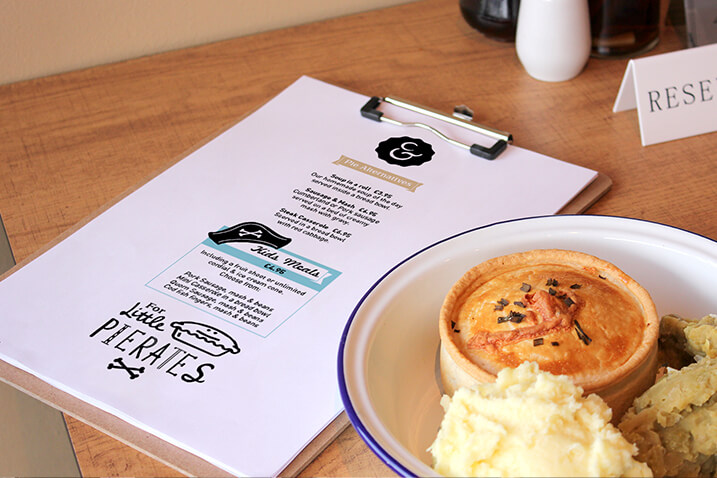 &
Pie Alternatives
Soup in a roll £3.95
Our homemade soup of the day
served inside a bread bowl
Sausage & Mash £6.95
Cumberland or Pork sausage
served on a bed of creamy
mash with gravy.
Steak Casserole £6.95
Served in a bread bowl
with red cabbage.
Kids Meals
£4.95
Including a fruit shoot or unlimited
cordial & ice cream cone.
Choose from:
Pork Sausage, mash & beans
Mini Casserole in a bread bowl
Quorn Sausage, mash & beans
Cod fish fingers, mash & beans
For
Little
PIERATES
RESE